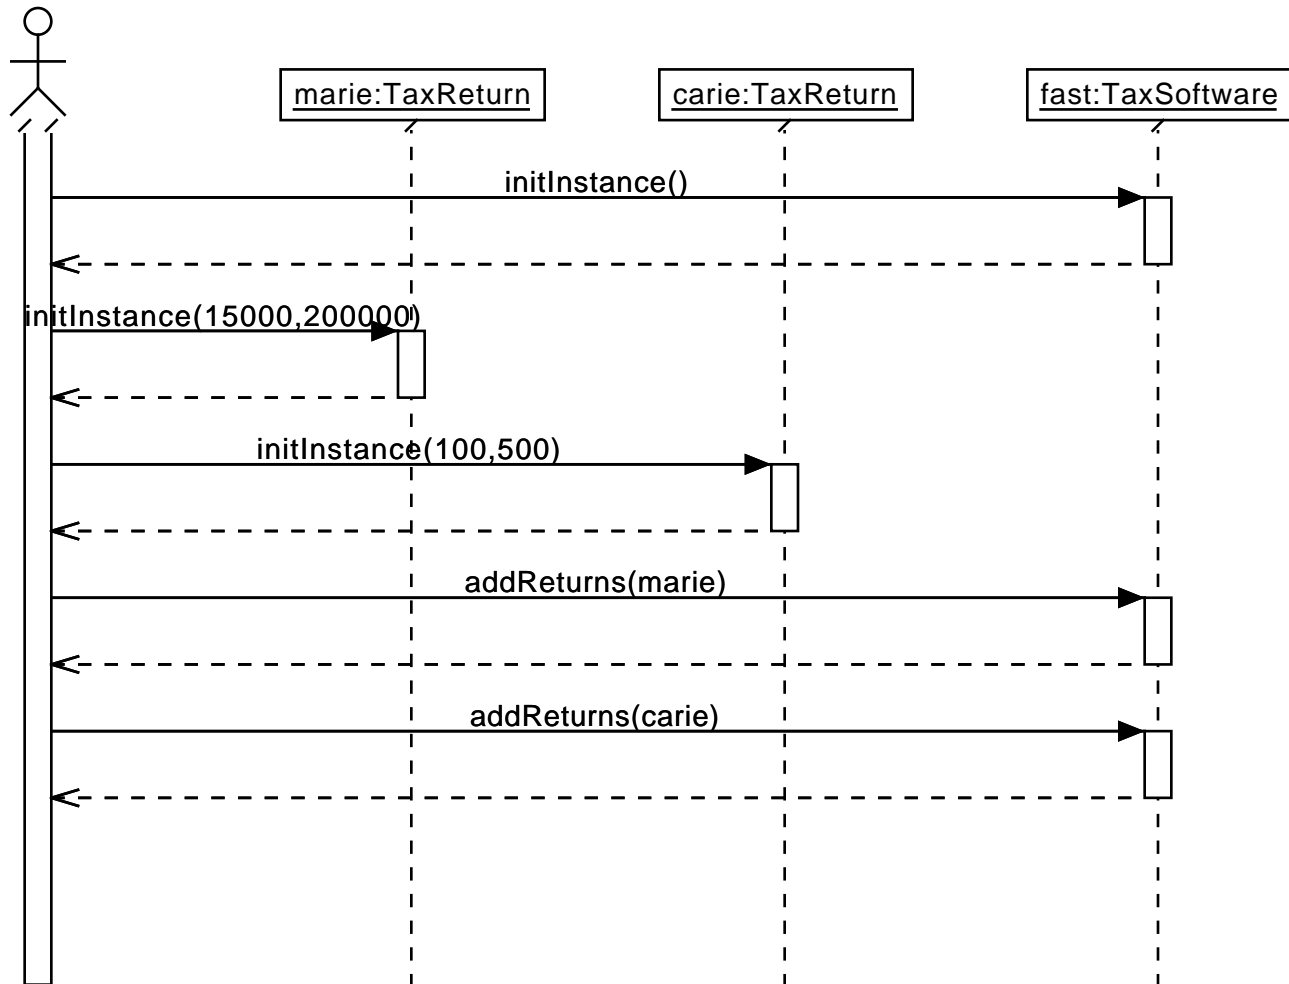 marie:TaxReturn
carie:TaxReturn
fast:TaxSoftware
initInstance()
initInstance(15000,200000)
initInstance(100,500)
addReturns(marie)
addReturns(carie)